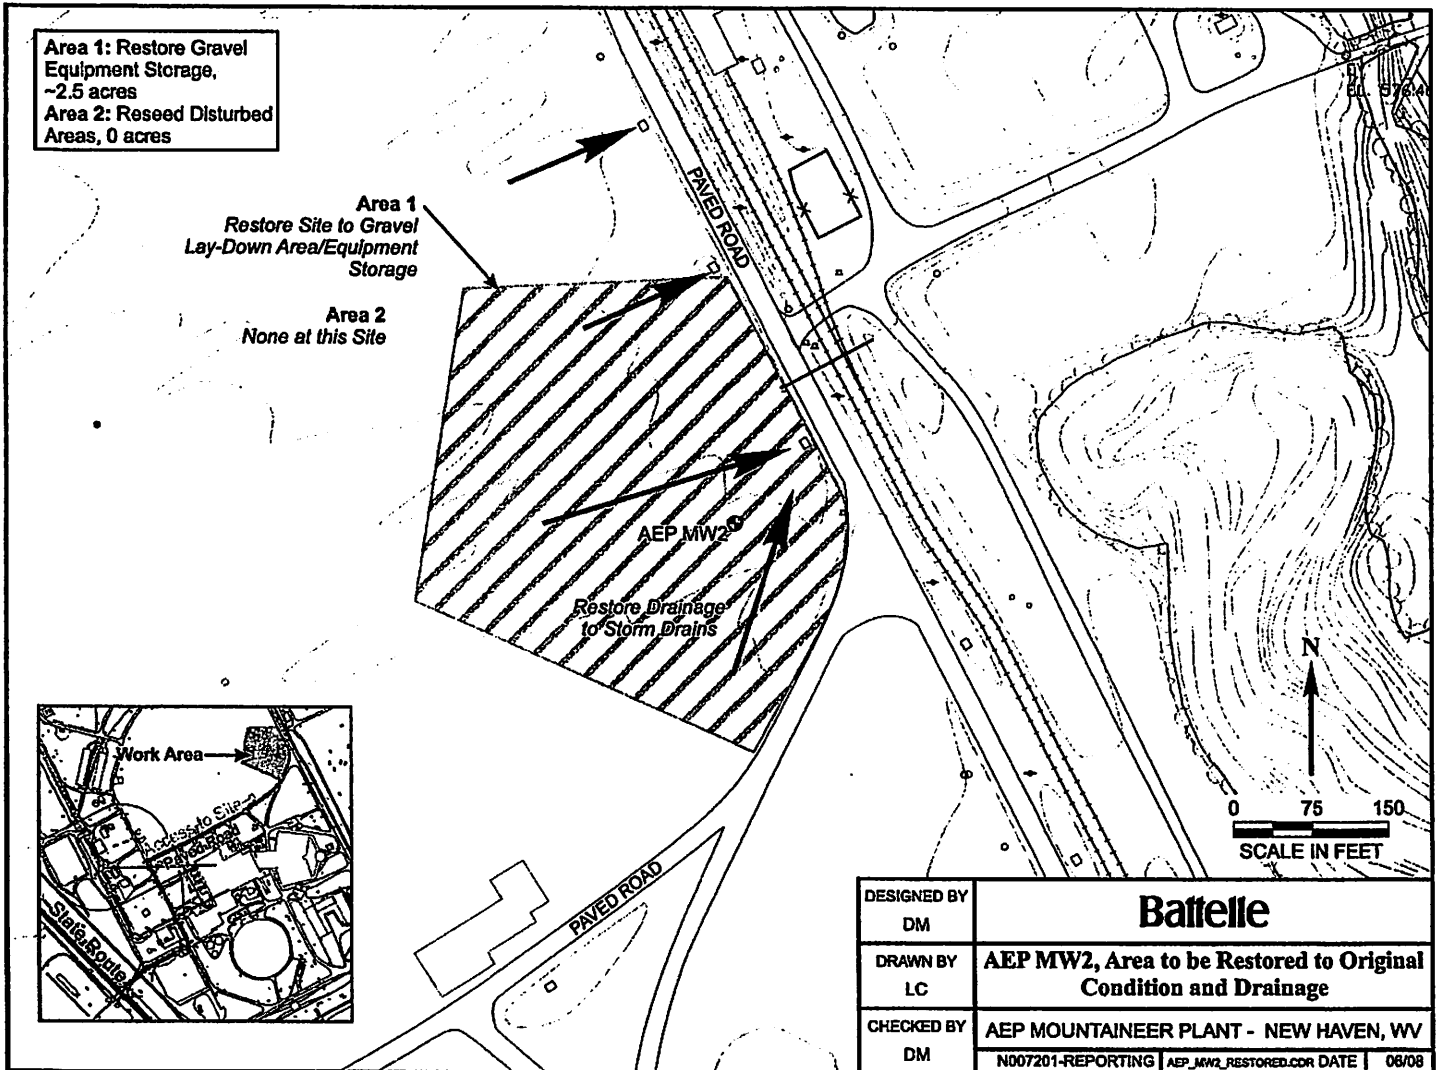 Area 1: Restore Gravel
Equipment Storage,
~2.5 acres
Area 2: Reseed Disturbed
Areas, 0 acres
Area 1
Restore Site to Gravel
Lay-Down Area/Equipment
Storage
Area 2
None at this Site
PAVED ROAD
AEP MW2
Restore Drainage
to Storm Drains
Work Area
Access to Site
Paved Road
State Route
PAVED ROAD
N
0 75 150
SCALE IN FEET
DESIGNED BY
DM
Battelle
DRAWN BY
LC
AEP MW2, Area to be Restored to Original
Condition and Drainage
CHECKED BY
DM
AEP MOUNTAINEER PLANT - NEW HAVEN, WV
N007201-REPORTING AEP_MW2_RESTORED.CDR DATE 06/08